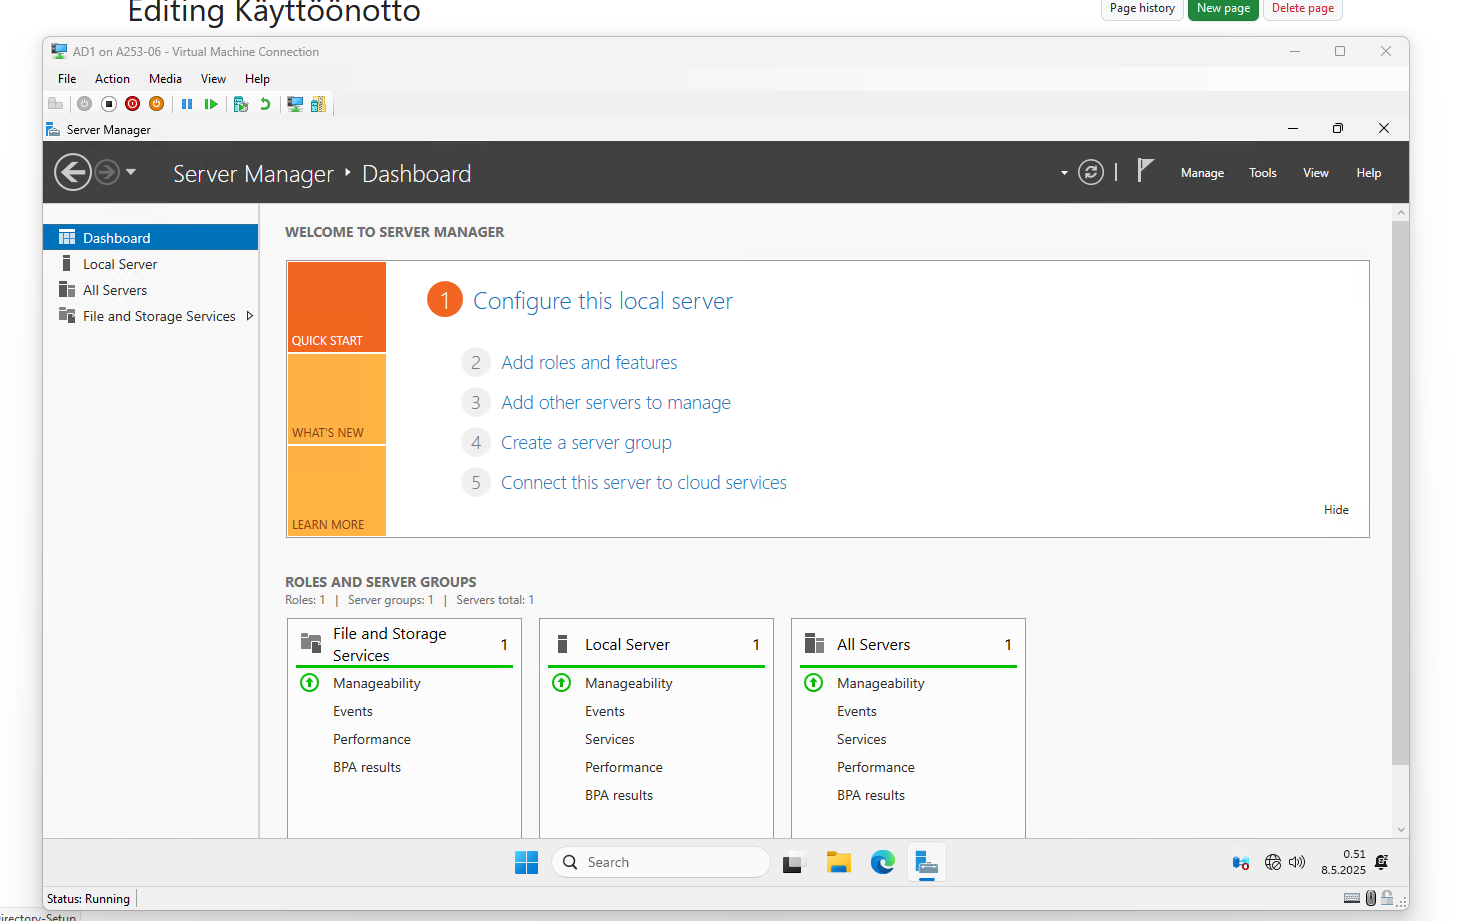 Editing Käyttöönotto
Page history
New page
Delete page
AD1 on A253-06 - Virtual Machine Connection
File Action Media View Help
Server Manager
Server Manager Dashboard
Manage Tools View Help
Dashboard
Local Server
All Servers
File and Storage Services
WELCOME TO SERVER MANAGER
QUICK START
WHAT'S NEW
LEARN MORE
1 Configure this local server
2 Add roles and features
3 Add other servers to manage
4 Create a server group
5 Connect this server to cloud services
Hide
ROLES AND SERVER GROUPS
Roles: 1 | Server groups: 1 | Servers total: 1
File and Storage
Services
1
Manageability
Events
Performance
BPA results
Local Server 1
Manageability
Events
Services
Performance
BPA results
All Servers 1
Manageability
Events
Services
Performance
BPA results
Search
0.51
8.5.2025
Status: Running
irectory-Setup